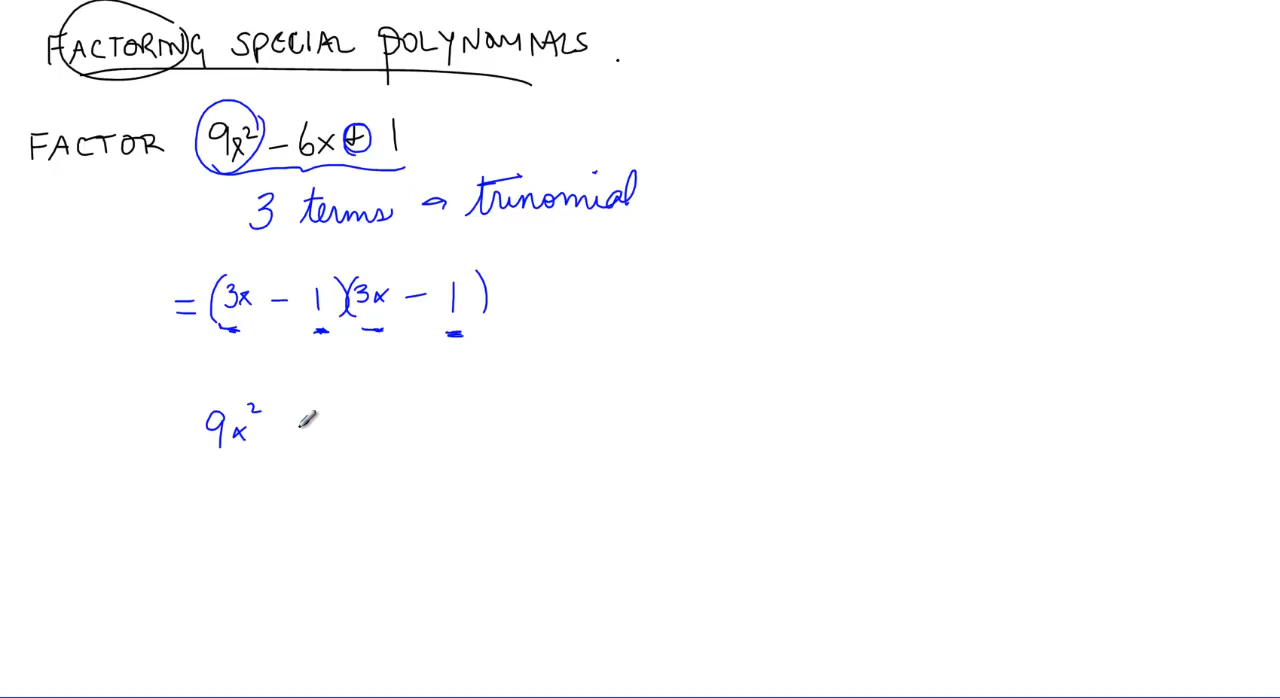 FACTORING SPECIAL POLYNOMIALS.
FACTOR 9x² - 6x + 1
3 terms → trinomial
= (3x - 1)(3x - 1)
9x²